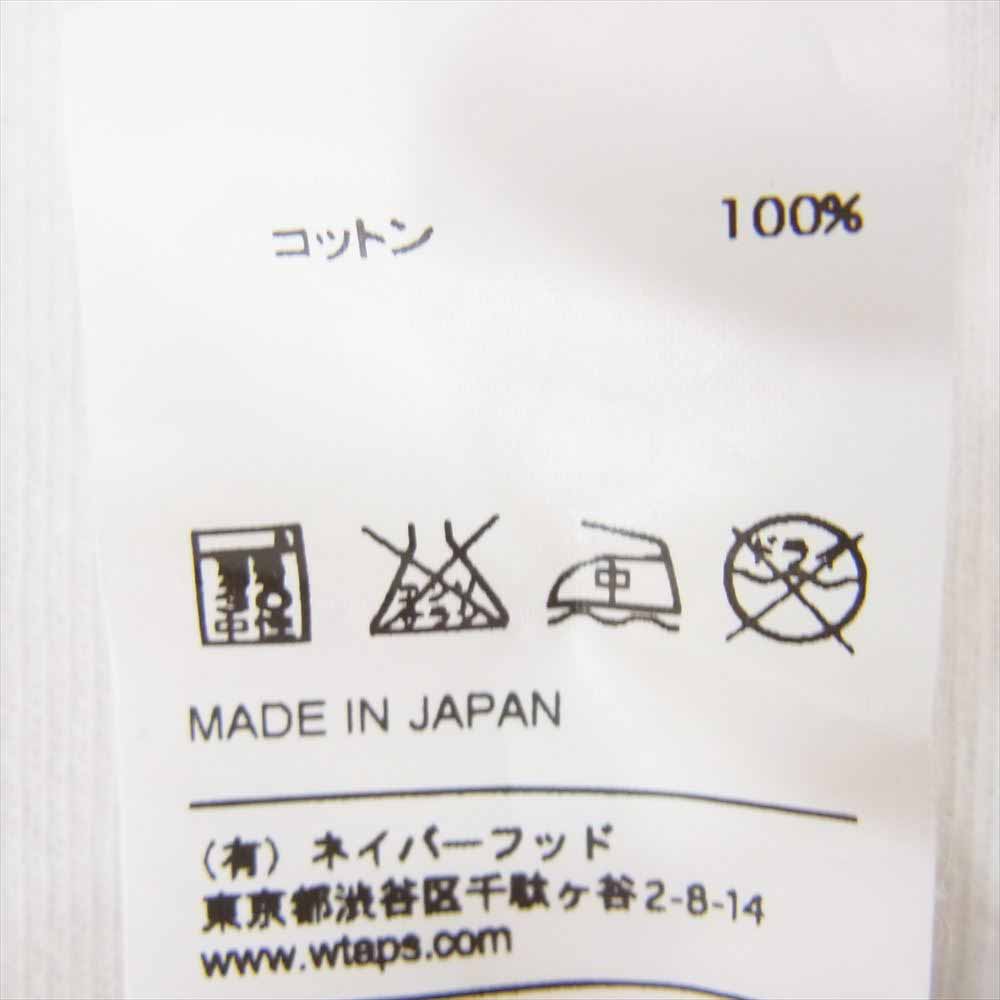 コットン 100%
中
MADE IN JAPAN
(有) ネイバーフッド
東京都渋谷区千駄ヶ谷2-8-14
www.wtaps.com